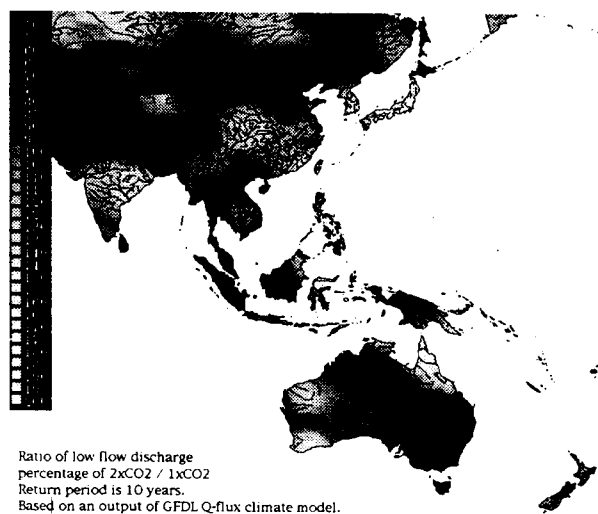 Ratio of low flow discharge
percentage of 2xCO2 / 1xCO2
Return period is 10 years.
Based on an output of GFDL Q-flux climate model.